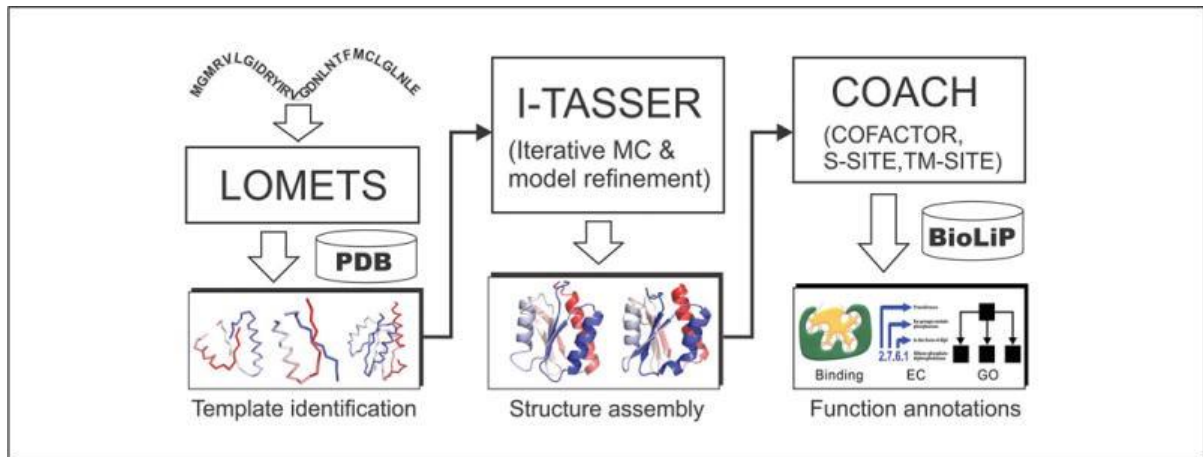 MGMRVLGIDRYIRVGDNLNTFMCLGLNLE
LOMETS
PDB
Template identification
I-TASSER
(Iterative MC &
model refinement)
Structure assembly
COACH
(COFACTOR,
S-SITE,TM-SITE)
BioLiP
2.7.6.1
Binding
EC
GO
Function annotations